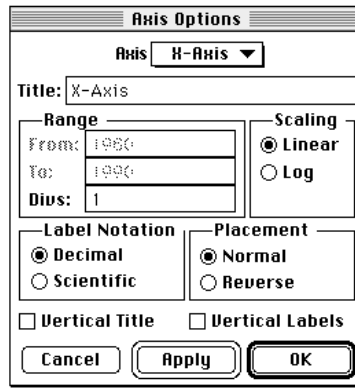 Axis Options
Axis X-Axis
Title: X-Axis
Range
From: 1960
To: 1990
Divs: 1
Scaling
Linear
Log
Label Notation
Decimal
Scientific
Placement
Normal
Reverse
Vertical Title Vertical Labels
Cancel Apply OK